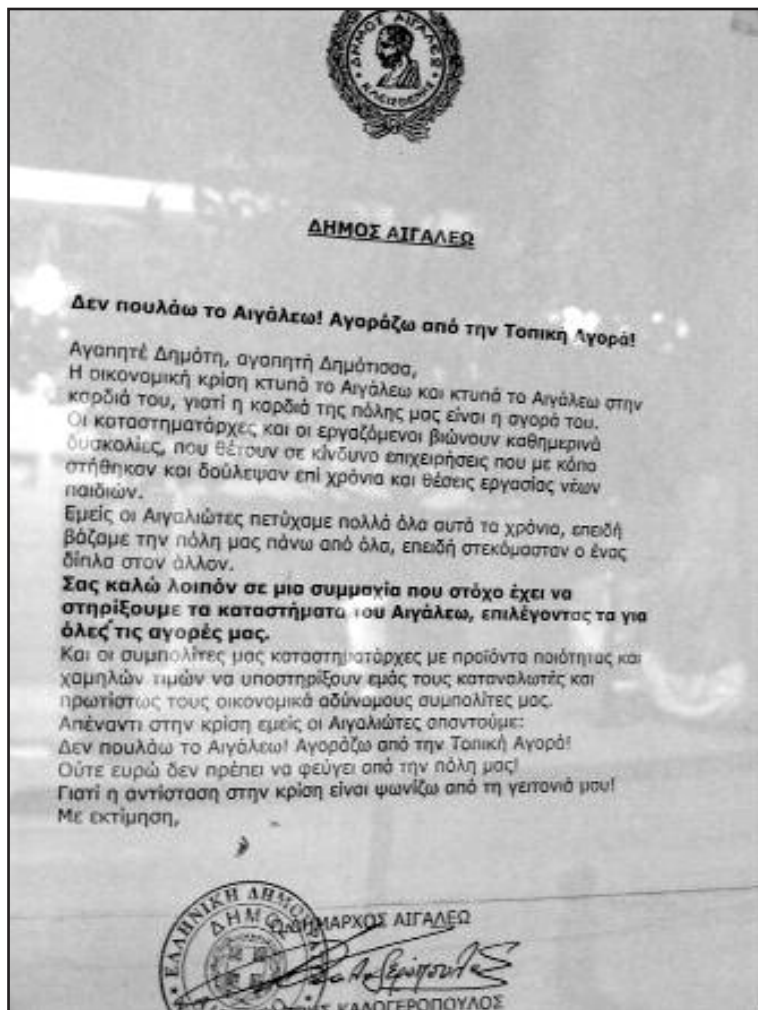 ΔΗΜΟΣ ΑΙΓΑΛΕΩ
ΚΛΕΙΣΘΕΝΗΣ
ΔΗΜΟΣ ΑΙΓΑΛΕΩ
Δεν πουλάω το Αιγάλεω! Αγοράζω από την Τοπική Αγορά!
Αγαπητέ Δημότη, αγαπητή Δημότισσα,
Η οικονομική κρίση κτυπά το Αιγάλεω και κτυπά το Αιγάλεω στην
καρδιά του, γιατί η καρδιά της πόλης μας είναι η αγορά του.
Οι καταστηματάρχες και οι εργαζόμενοι βιώνουν καθημερινά
δυσκολίες, που θέτουν σε κίνδυνο επιχειρήσεις που με κόπο
στήθηκαν και δούλεψαν επί χρόνια και θέσεις εργασίας νέων
παιδιών.
Εμείς οι Αιγαλιώτες πετύχαμε πολλά όλα αυτά τα χρόνια, επειδή
βάζαμε την πόλη μας πάνω από όλα, επειδή στεκόμασταν ο ένας
δίπλα στον άλλον.
Σας καλώ λοιπόν σε μια συμμαχία που στόχο έχει να
στηρίξουμε τα καταστήματα του Αιγάλεω, επιλέγοντας τα για
όλες τις αγορές μας.
Και οι συμπολίτες μας καταστηματάρχες με προϊόντα ποιότητας και
χαμηλών τιμών να υποστηρίξουν εμάς τους καταναλωτές και
πρωτίστως τους οικονομικά αδύναμους συμπολίτες μας.
Απέναντι στην κρίση εμείς οι Αιγαλιώτες απαντούμε:
Δεν πουλάω το Αιγάλεω! Αγοράζω από την Τοπική Αγορά!
Ούτε ευρώ δεν πρέπει να φεύγει από την πόλη μας!
Γιατί η αντίσταση στην κρίση είναι ψωνίζω από τη γειτονιά μου!
Με εκτίμηση,
Ο ΔΗΜΑΡΧΟΣ ΑΙΓΑΛΕΩ
ΕΛΛΗΝΙΚΗ
ΔΗΜΟΣ
ΚΑΛΟΓΕΡΟΠΟΥΛΟΣ